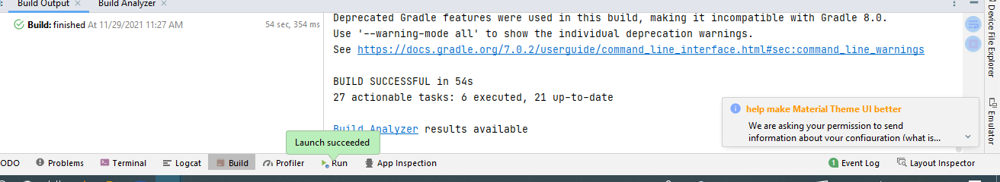 Build Output
Build Analyzer
Build: finished At 11/29/2021 11:27 AM
54 sec, 354 ms
Deprecated Gradle features were used in this build, making it incompatible with Gradle 8.0.
Use '--warning-mode all' to show the individual deprecation warnings.
See https://docs.gradle.org/7.0.2/userguide/command_line_interface.html#sec:command_line_warnings
BUILD SUCCESSFUL in 54s
27 actionable tasks: 6 executed, 21 up-to-date
Build Analyzer results available
Launch succeeded
help make Material Theme UI better
We are asking your permission to send
information about your configuration (what is...
Device File Explorer
Emulator
ODO
Problems
Terminal
Logcat
Build
Profiler
Run
App Inspection
1 Event Log
Layout Inspector